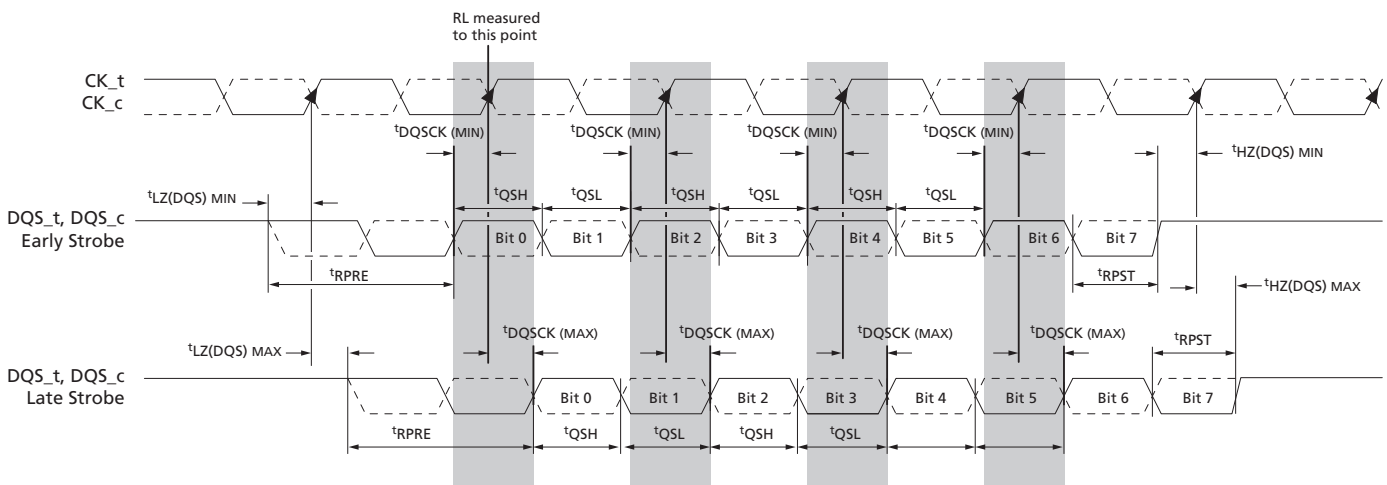 RL measured
to this point
CK_t
CK_c
tDQSCK (MIN) tDQSCK (MIN) tDQSCK (MIN) tDQSCK (MIN)
tHZ(DQS) MIN
tLZ(DQS) MIN
tQSH tQSL tQSH tQSL tQSH tQSL
DQS_t, DQS_c
Early Strobe
Bit 0 Bit 1 Bit 2 Bit 3 Bit 4 Bit 5 Bit 6 Bit 7
tRPRE
tRPST
tHZ(DQS) MAX
tDQSCK (MAX) tDQSCK (MAX) tDQSCK (MAX) tDQSCK (MAX)
tRPST
tLZ(DQS) MAX
DQS_t, DQS_c
Late Strobe
Bit 0 Bit 1 Bit 2 Bit 3 Bit 4 Bit 5 Bit 6 Bit 7
tRPRE
tQSH tQSL tQSH tQSL